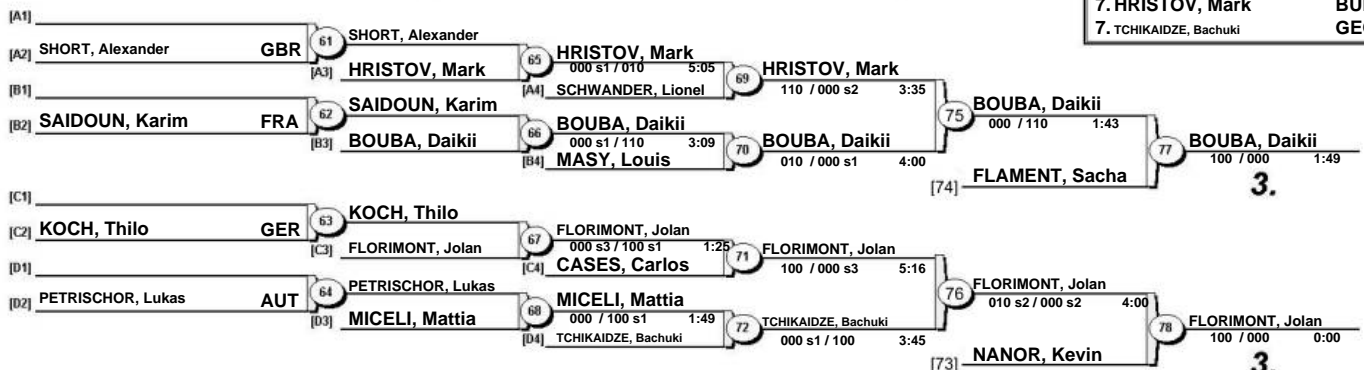 7. HRISTOV, Mark
7. TCHIKAIDZE, Bachuki
[A1]
[A2] SHORT, Alexander GBR
61
SHORT, Alexander
[A3] HRISTOV, Mark
65
HRISTOV, Mark
000 s1 / 010 5:05
[A4] SCHWANDER, Lionel
69
HRISTOV, Mark
110 / 000 s2 3:35
[B1]
[B2] SAIDOUN, Karim FRA
62
SAIDOUN, Karim
[B3] BOUBA, Daikii
66
BOUBA, Daikii
000 s1 / 110 3:09
[B4] MASY, Louis
70
BOUBA, Daikii
010 / 000 s1 4:00
75
BOUBA, Daikii
000 / 110 1:43
[74] FLAMENT, Sacha
77
BOUBA, Daikii
100 / 000 1:49
3.
[C1]
[C2] KOCH, Thilo GER
63
KOCH, Thilo
[C3] FLORIMONT, Jolan
67
FLORIMONT, Jolan
000 s3 / 100 s1 1:25
[C4] CASES, Carlos
71
FLORIMONT, Jolan
100 / 000 s3 5:16
[D1]
[D2] PETRISCHOR, Lukas AUT
64
PETRISCHOR, Lukas
[D3] MICELI, Mattia
68
MICELI, Mattia
000 / 100 s1 1:49
[D4] TCHIKAIDZE, Bachuki
72
TCHIKAIDZE, Bachuki
000 s1 / 100 3:45
76
FLORIMONT, Jolan
010 s2 / 000 s2 4:00
[73] NANOR, Kevin
78
FLORIMONT, Jolan
100 / 000 0:00
3.